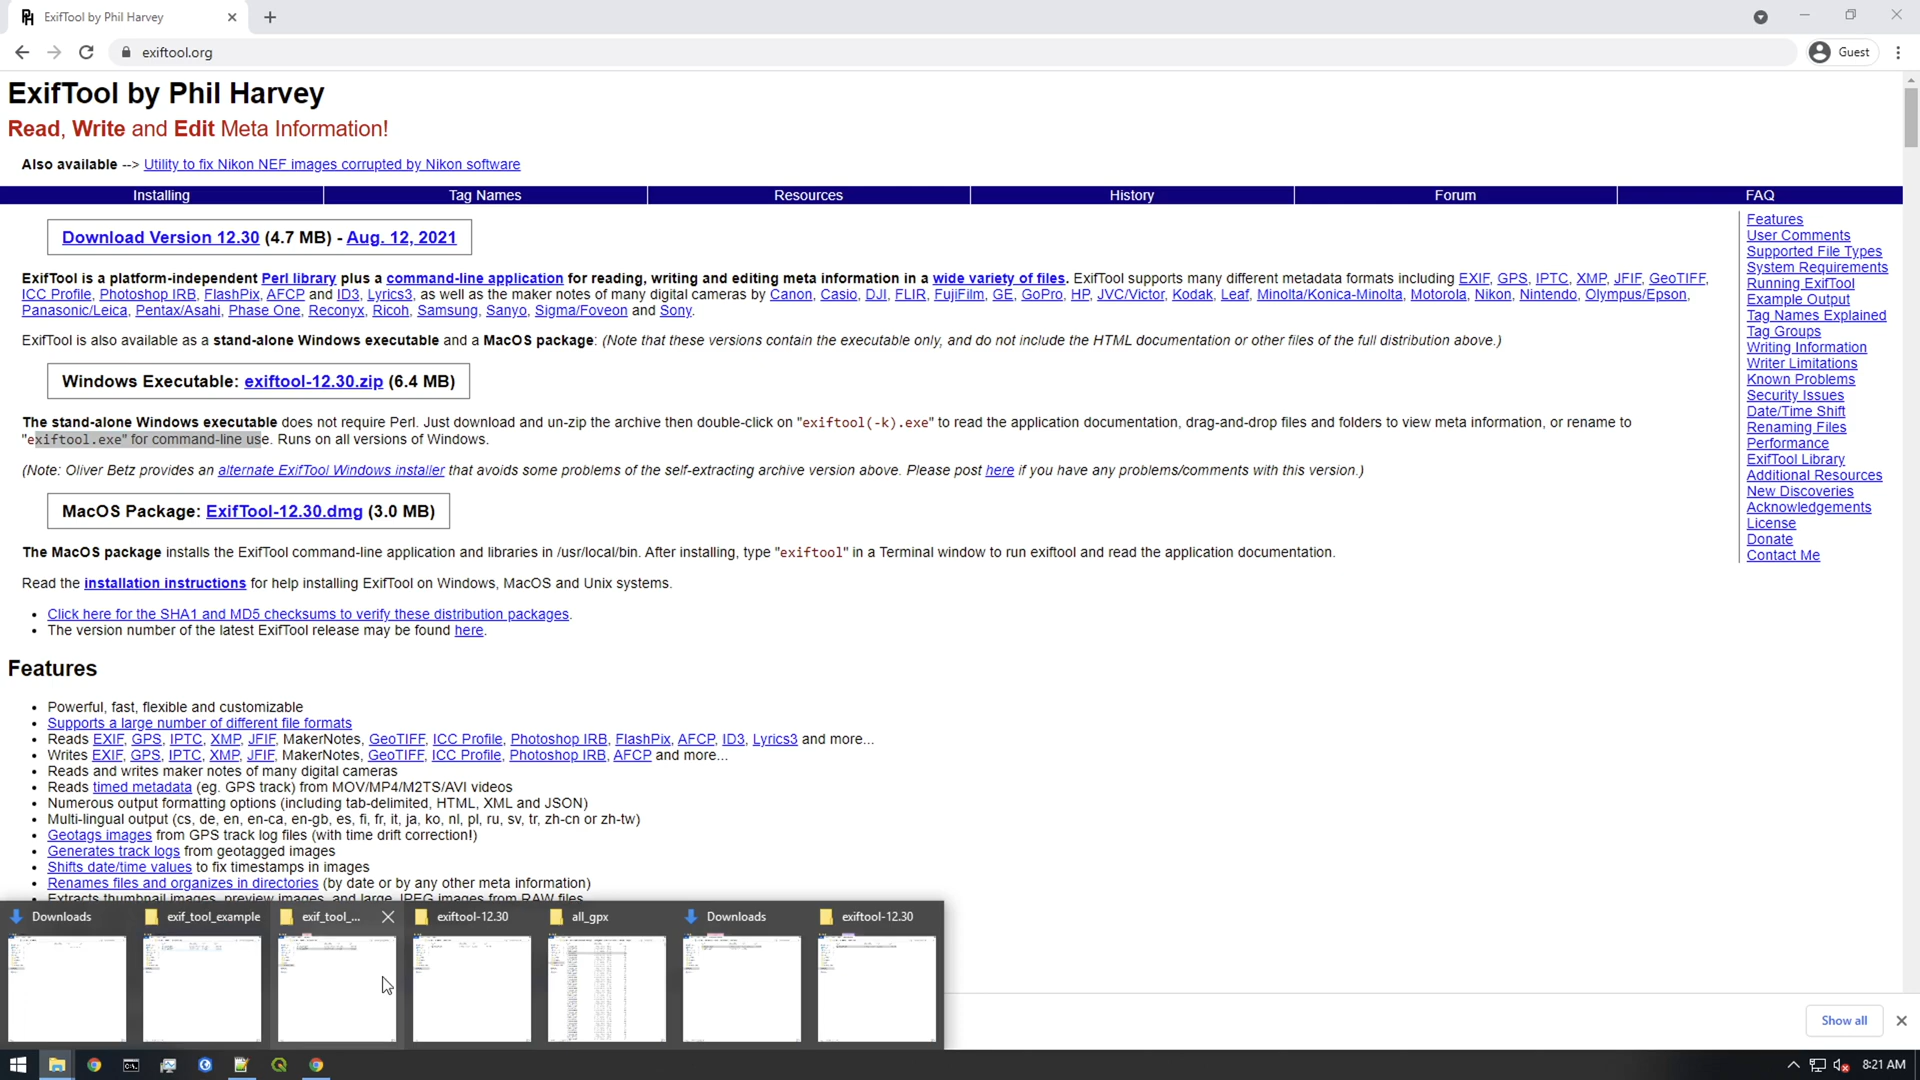 ExifTool by Phil Harvey
exiftool.org
Guest
ExifTool by Phil Harvey
Read, Write and Edit Meta Information!
Also available --> Utility to fix Nikon NEF images corrupted by Nikon software
Installing Tag Names Resources History Forum FAQ
Download Version 12.30 (4.7 MB) - Aug. 12, 2021
ExifTool is a platform-independent Perl library plus a command-line application for reading, writing and editing meta information in a wide variety of files. ExifTool supports many different metadata formats including EXIF, GPS, IPTC, XMP, JFIF, GeoTIFF,
ICC Profile, Photoshop IRB, FlashPix, AFCP and ID3, Lyrics3, as well as the maker notes of many digital cameras by Canon, Casio, DJI, FLIR, FujiFilm, GE, GoPro, HP, JVC/Victor, Kodak, Leaf, Minolta/Konica-Minolta, Motorola, Nikon, Nintendo, Olympus/Epson,
Panasonic/Leica, Pentax/Asahi, Phase One, Reconyx, Ricoh, Samsung, Sanyo, Sigma/Foveon and Sony.
ExifTool is also available as a stand-alone Windows executable and a MacOS package: (Note that these versions contain the executable only, and do not include the HTML documentation or other files of the full distribution above.)
Windows Executable: exiftool-12.30.zip (6.4 MB)
The stand-alone Windows executable does not require Perl. Just download and un-zip the archive then double-click on "exiftool(-k).exe" to read the application documentation, drag-and-drop files and folders to view meta information, or rename to
"exiftool.exe" for command-line use. Runs on all versions of Windows.
(Note: Oliver Betz provides an alternate ExifTool Windows installer that avoids some problems of the self-extracting archive version above. Please post here if you have any problems/comments with this version.)
MacOS Package: ExifTool-12.30.dmg (3.0 MB)
The MacOS package installs the ExifTool command-line application and libraries in /usr/local/bin. After installing, type "exiftool" in a Terminal window to run exiftool and read the application documentation.
Read the installation instructions for help installing ExifTool on Windows, MacOS and Unix systems.
• Click here for the SHA1 and MD5 checksums to verify these distribution packages.
• The version number of the latest ExifTool release may be found here.
Features
User Comments
Supported File Types
System Requirements
Running ExifTool
Example Output
Tag Names Explained
Tag Groups
Writing Information
Writer Limitations
Known Problems
Security Issues
Date/Time Shift
Renaming Files
Performance
ExifTool Library
Additional Resources
New Discoveries
Acknowledgements
License
Donate
Contact Me
Features
• Powerful, fast, flexible and customizable
• Supports a large number of different file formats
• Reads EXIF, GPS, IPTC, XMP, JFIF, MakerNotes, GeoTIFF, ICC Profile, Photoshop IRB, FlashPix, AFCP, ID3, Lyrics3 and more...
• Writes EXIF, GPS, IPTC, XMP, JFIF, MakerNotes, GeoTIFF, ICC Profile, Photoshop IRB, AFCP and more...
• Reads and writes maker notes of many digital cameras
• Reads timed metadata (eg. GPS track) from MOV/MP4/M2TS/AVI videos
• Numerous output formatting options (including tab-delimited, HTML, XML and JSON)
• Multi-lingual output (cs, de, en, en-ca, en-gb, es, fi, fr, it, ja, ko, nl, pl, ru, sv, tr, zh-cn or zh-tw)
• Geotags images from GPS track log files (with time drift correction!)
• Generates track logs from geotagged images
• Shifts date/time values to fix timestamps in images
• Renames files and organizes in directories (by date or by any other meta information)
• Extracts thumbnail images, preview images, and large JPEG images from RAW files
Downloads exif_tool_example exif_tool_... exiftool-12.30 all_gpx Downloads exiftool-12.30
Show all
8:21 AM